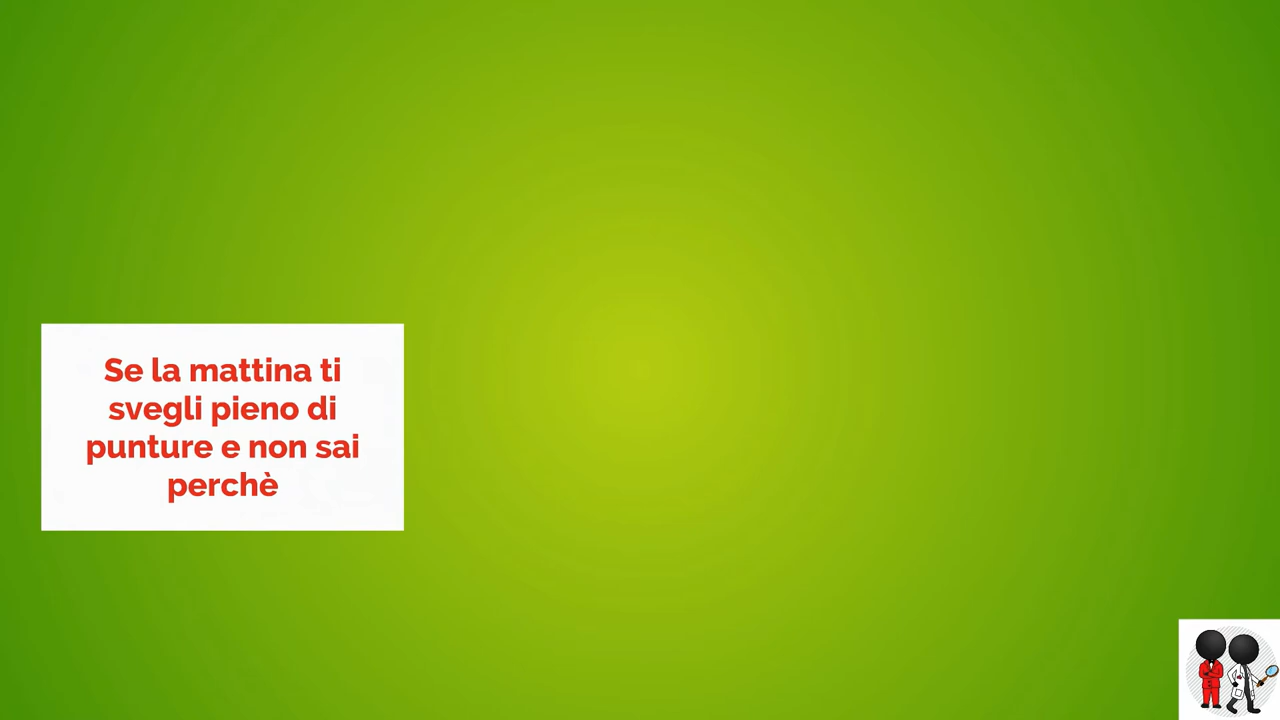 Se la mattina ti
svegli pieno di
punture e non sai
perchè